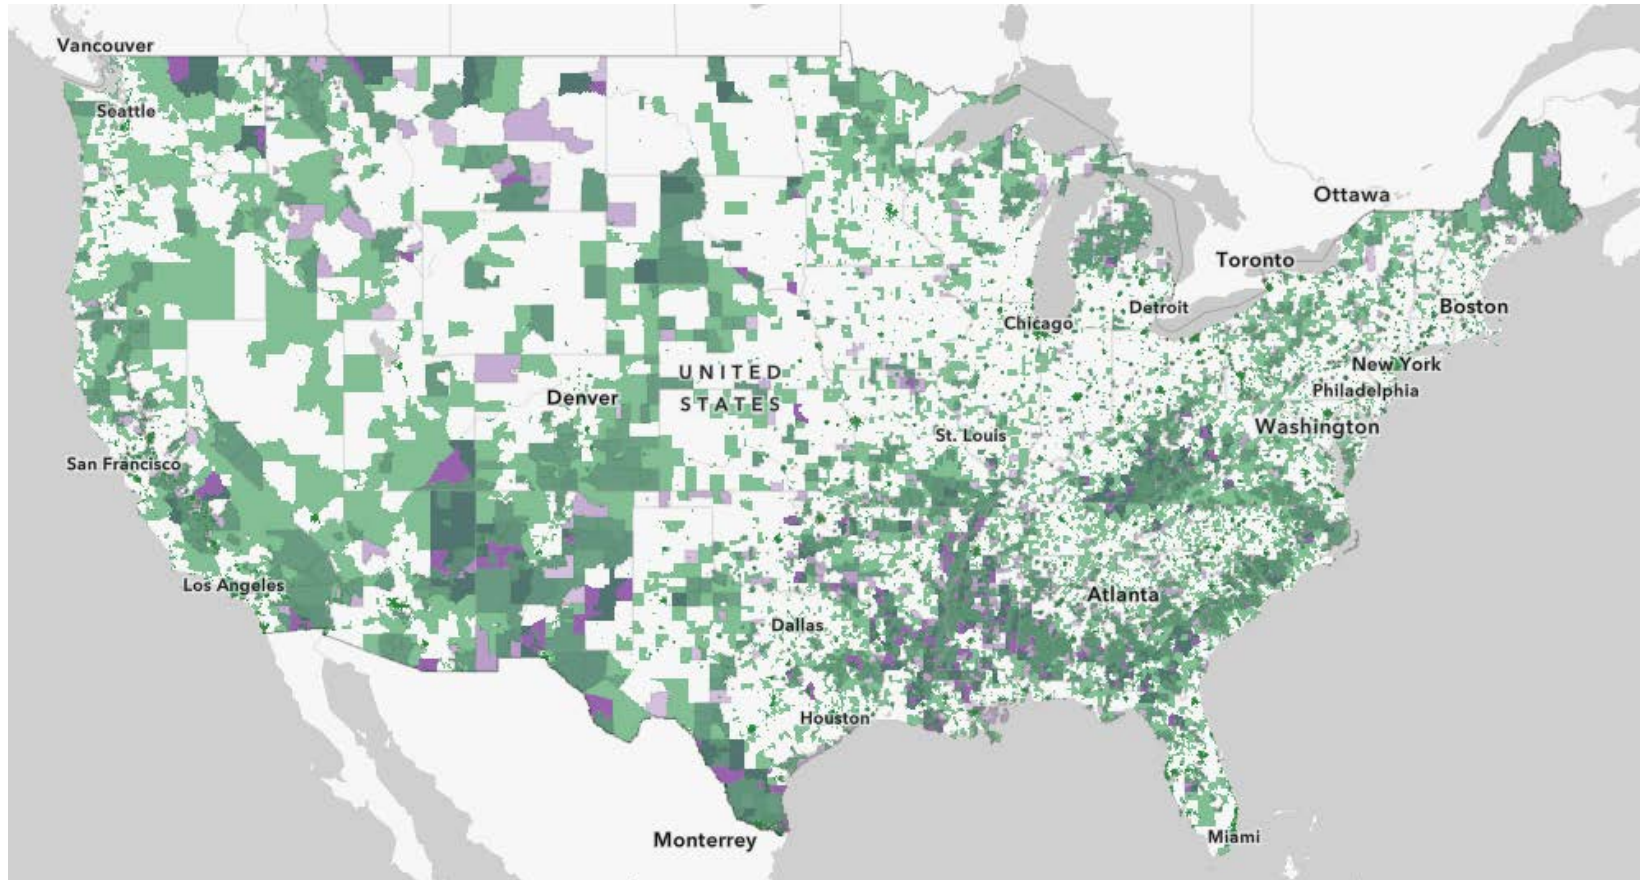 Vancouver
Seattle
Ottawa
Toronto
Boston
Detroit
Chicago
New York
UNITED
STATES
Philadelphia
Denver
Washington
St. Louis
San Francisco
Los Angeles
Atlanta
Dallas
Houston
Monterrey
Miami